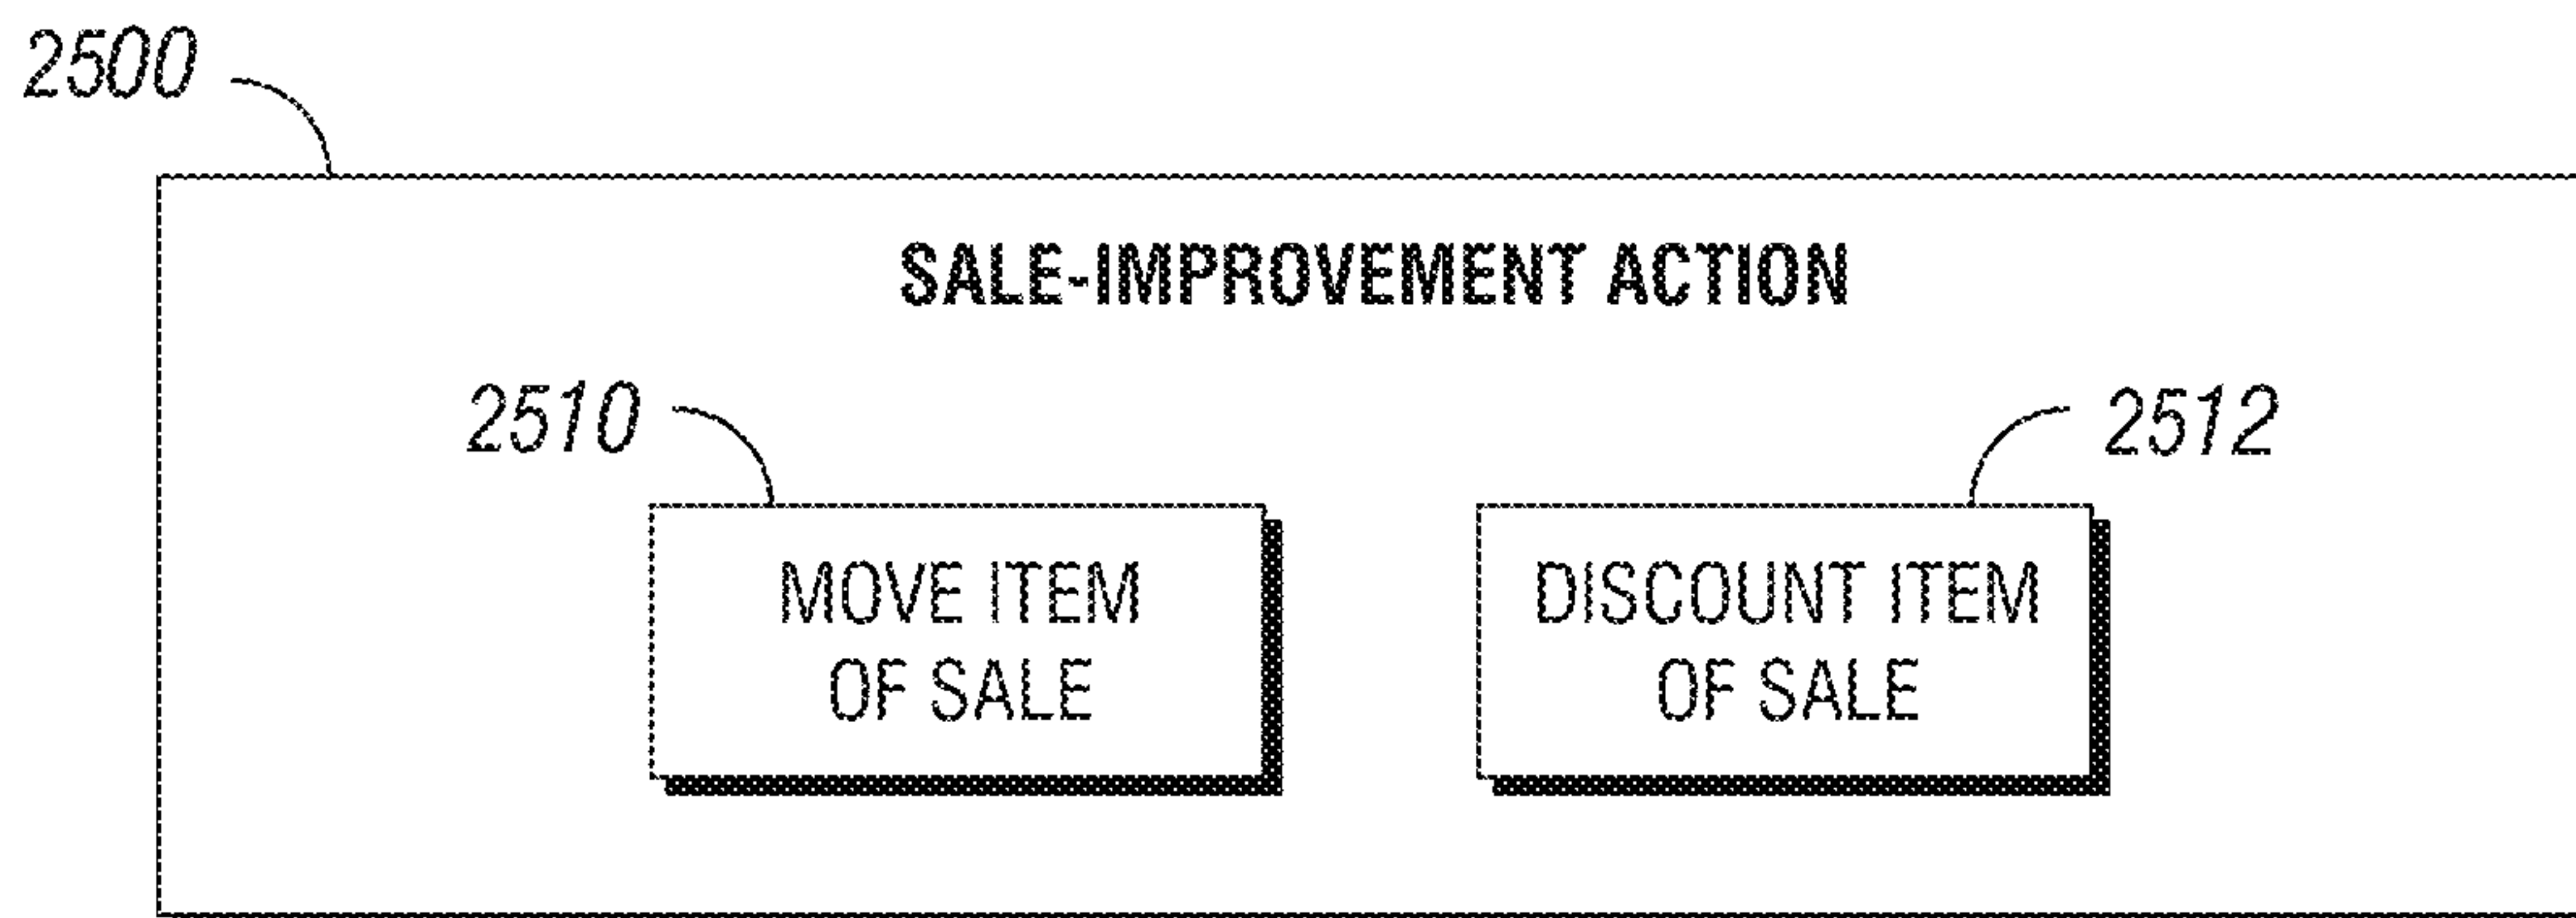 2500
SALE-IMPROVEMENT ACTION
2510
2512
MOVE ITEM
OF SALE
DISCOUNT ITEM
OF SALE